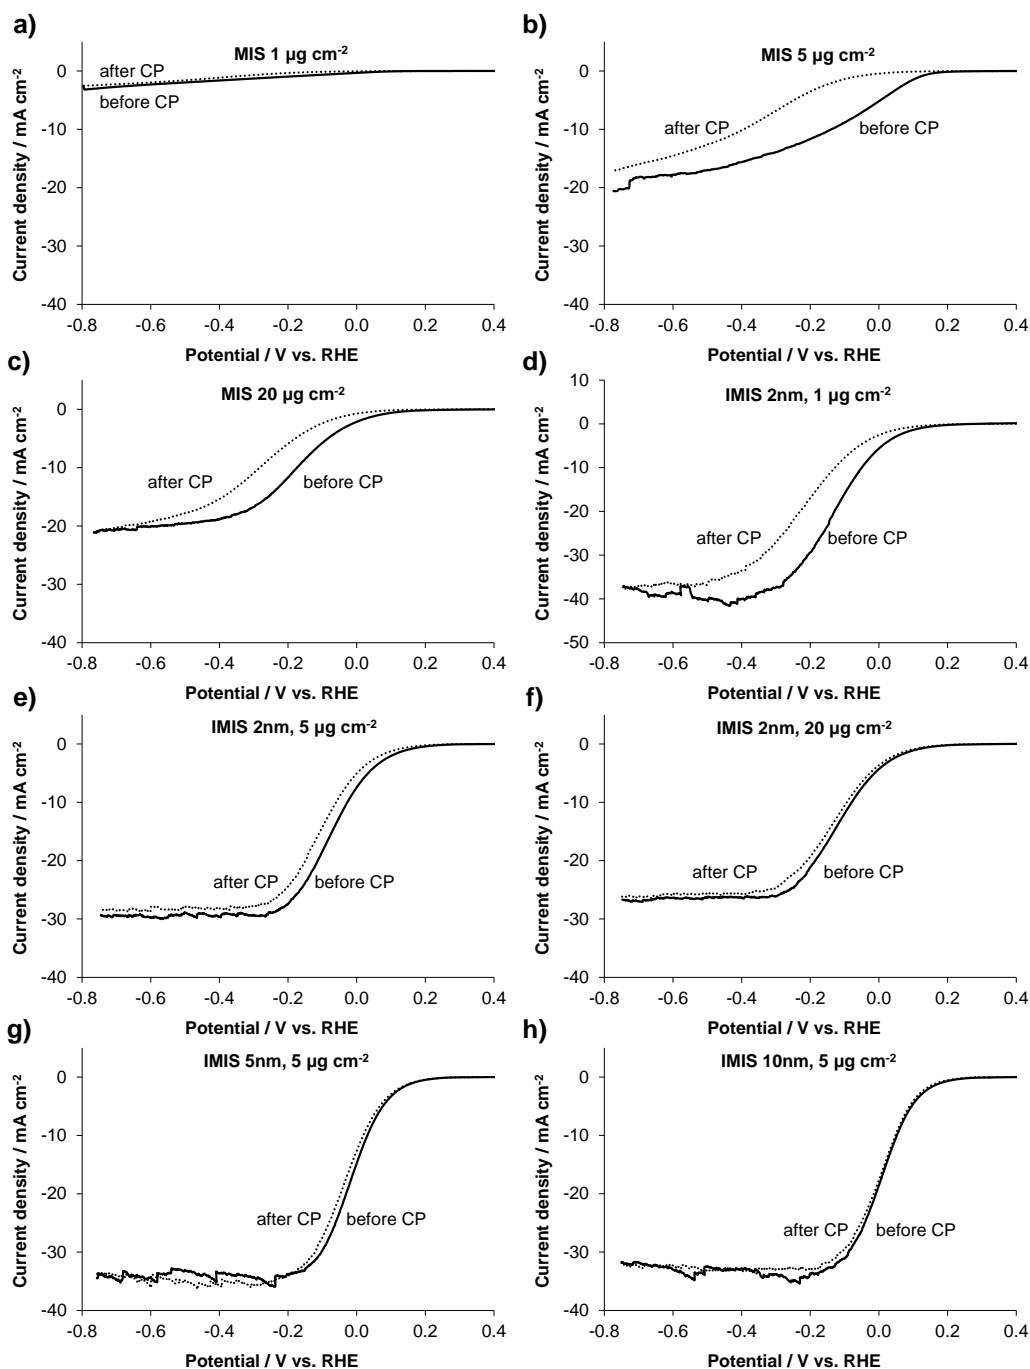 a)
MIS 1 µg cm-2
after CP
before CP
0
-10
-20
-30
-40
-0.8 -0.6 -0.4 -0.2 0.0 0.2 0.4
Current density / mA cm-2
Potential / V vs. RHE
b)
MIS 5 µg cm-2
after CP
before CP
0
-10
-20
-30
-40
-0.8 -0.6 -0.4 -0.2 0.0 0.2 0.4
Current density / mA cm-2
Potential / V vs. RHE
c)
MIS 20 µg cm-2
after CP
before CP
0
-10
-20
-30
-40
-0.8 -0.6 -0.4 -0.2 0.0 0.2 0.4
Current density / mA cm-2
Potential / V vs. RHE
d)
IMIS 2nm, 1 µg cm-2
after CP
before CP
10
0
-10
-20
-30
-40
-50
-0.8 -0.6 -0.4 -0.2 0.0 0.2 0.4
Current density / mA cm-2
Potential / V vs. RHE
e)
IMIS 2nm, 5 µg cm-2
after CP
before CP
0
-10
-20
-30
-40
-0.8 -0.6 -0.4 -0.2 0.0 0.2 0.4
Current density / mA cm-2
Potential / V vs. RHE
f)
IMIS 2nm, 20 µg cm-2
after CP
before CP
0
-10
-20
-30
-40
-0.8 -0.6 -0.4 -0.2 0.0 0.2 0.4
Current density / mA cm-2
Potential / V vs. RHE
g)
IMIS 5nm, 5 µg cm-2
after CP
before CP
0
-10
-20
-30
-40
-0.8 -0.6 -0.4 -0.2 0.0 0.2 0.4
Current density / mA cm-2
Potential / V vs. RHE
h)
IMIS 10nm, 5 µg cm-2
after CP
before CP
0
-10
-20
-30
-40
-0.8 -0.6 -0.4 -0.2 0.0 0.2 0.4
Current density / mA cm-2
Potential / V vs. RHE